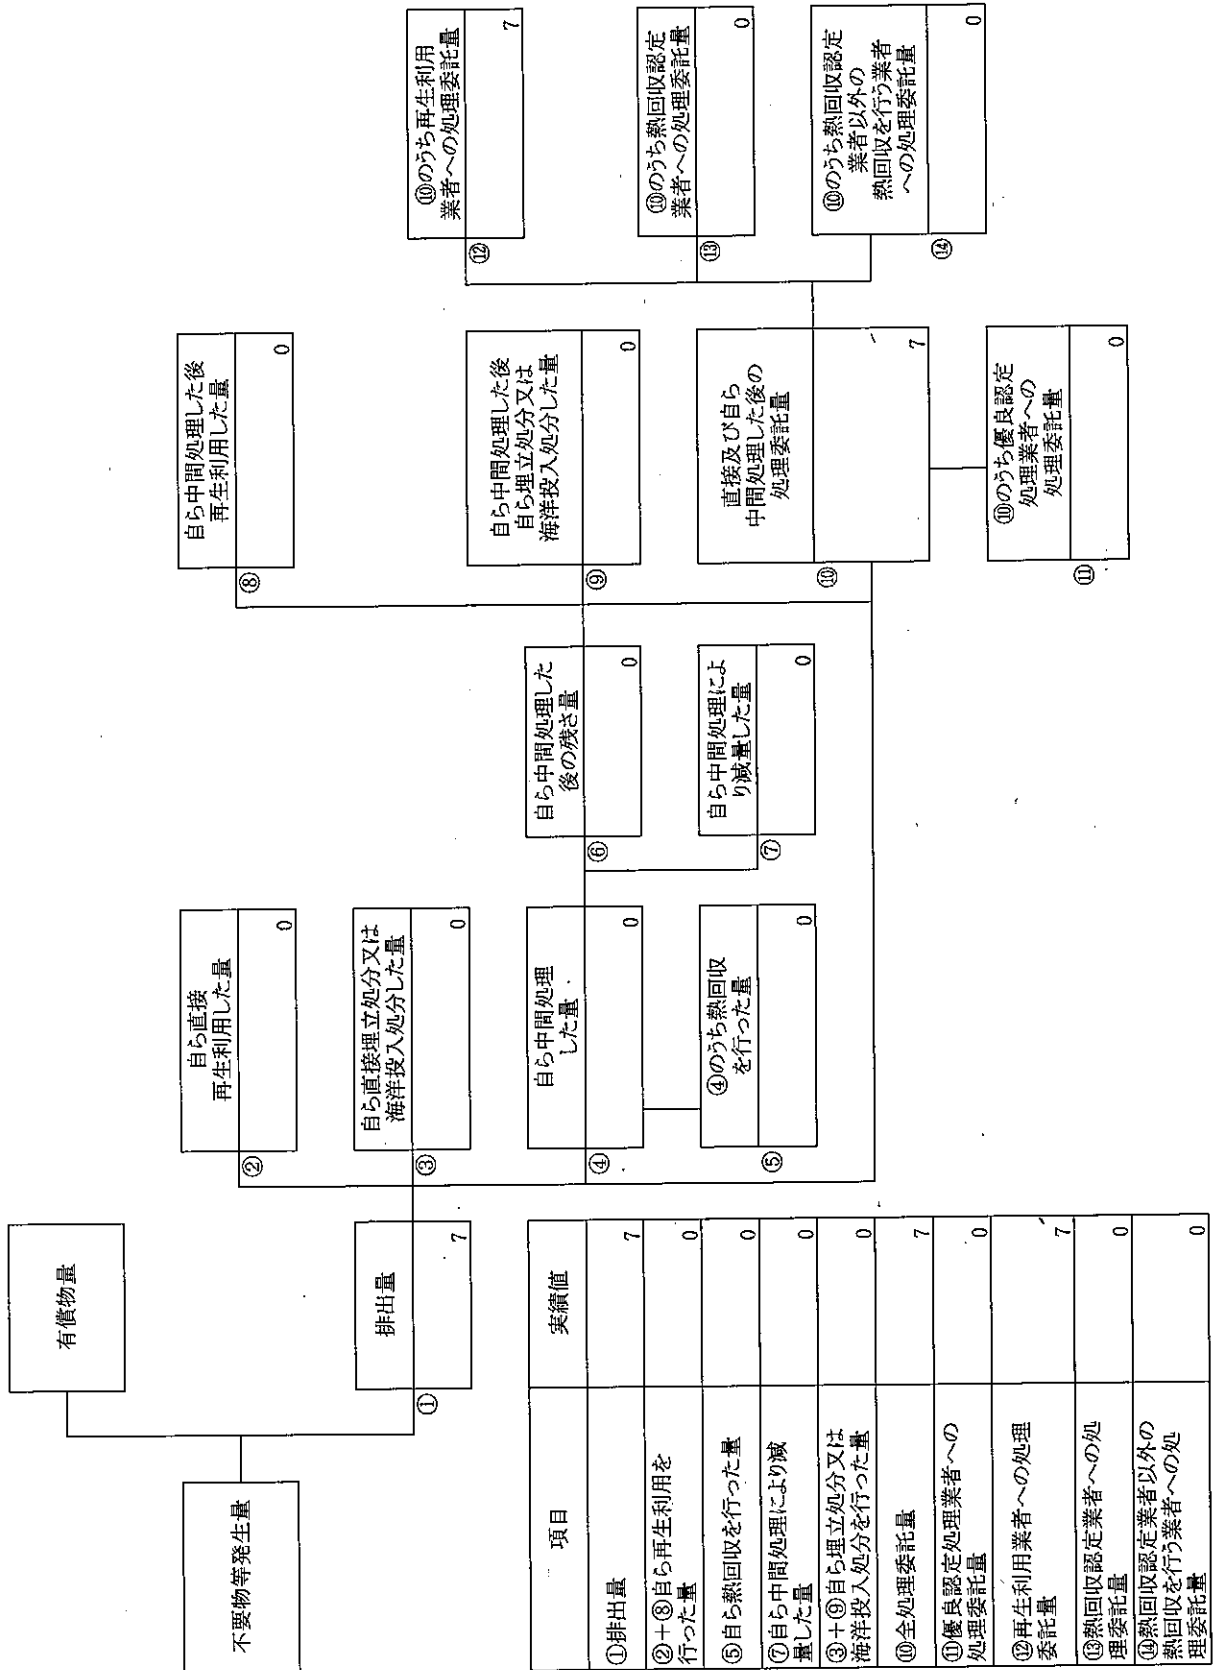 不要物等発生量
有償物量
①
排出量
7
②
自ら直接
再生利用した量
0
③
自ら直接埋立処分又は
海洋投入処分した量
0
④
自ら中間処理
した量
0
⑤
④のうち熱回収
を行った量
0
⑥
自ら中間処理した
後の残さ量
0
⑦
自ら中間処理によ
り減量した量
0
⑧
自ら中間処理した後
再生利用した量
0
⑨
自ら中間処理した後
自ら埋立処分又は
海洋投入処分した量
0
⑩
直接及び自ら
中間処理した後の
処理委託量
7
⑪
⑩のうち優良認定
処理業者への
処理委託量
0
⑫
⑩のうち再生利用
業者への処理委託量
7
⑬
⑩のうち熱回収認定
業者への処理委託量
0
⑭
⑩のうち熱回収認定
業者以外の
熱回収を行う業者
への処理委託量
0
項目
実績値
①排出量
7
②+⑧自ら再生利用を
行った量
0
⑤自ら熱回収を行った量
0
⑦自ら中間処理により減
量した量
0
③+⑨自ら埋立処分又は
海洋投入処分を行った量
0
⑩全処理委託量
7
⑪優良認定処理業者への
処理委託量
0
⑫再生利用業者への処理
委託量
7
⑬熱回収認定業者への処
理委託量
0
⑭熱回収認定業者以外の
熱回収を行う業者への処
理委託量
0